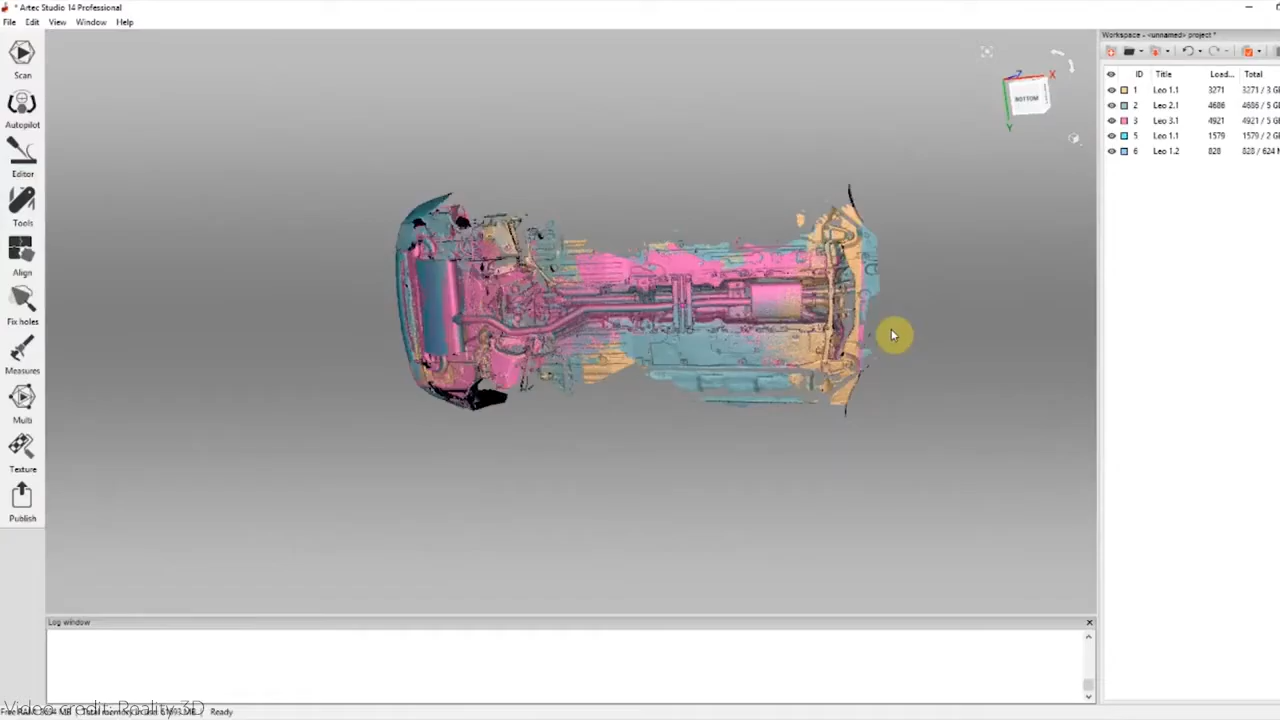 * Artec Studio 14 Professional
File Edit View Window Help
Scan
Autopilot
Editor
Tools
Align
Fix holes
Measures
Multi
Texture
Publish
BOTTOM
Z
X
Y
Workspace - <unnamed> project *
ID Title Load... Total
1 Leo 1.1 3271 3271 / 3 GB
2 Leo 2.1 4686 4686 / 5 GB
3 Leo 3.1 4921 4921 / 5 GB
5 Leo 1.1 1579 1579 / 2 GB
6 Leo 1.2 828 828 / 624 M
Log window
Video credit: Reality 3D
Ready